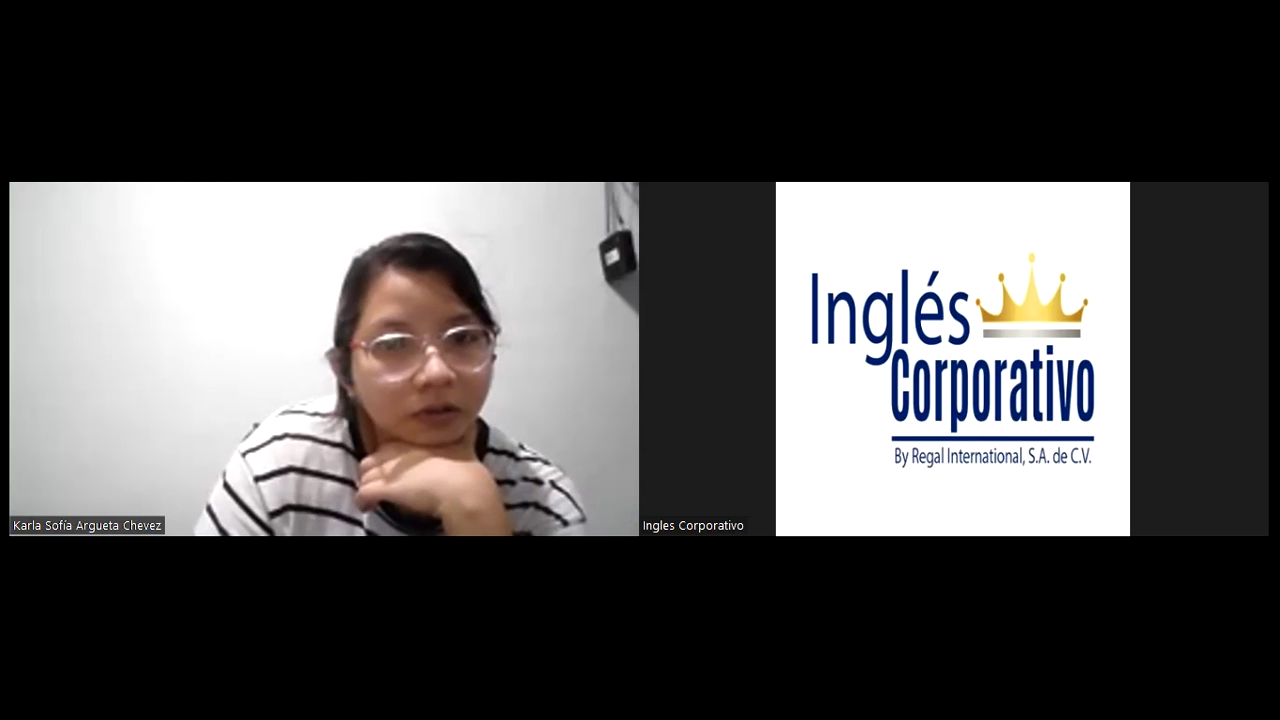 Inglés
Corporativo
By Regal International, S.A. de C.V.
Karla Sofía Argueta Chevez
Ingles Corporativo